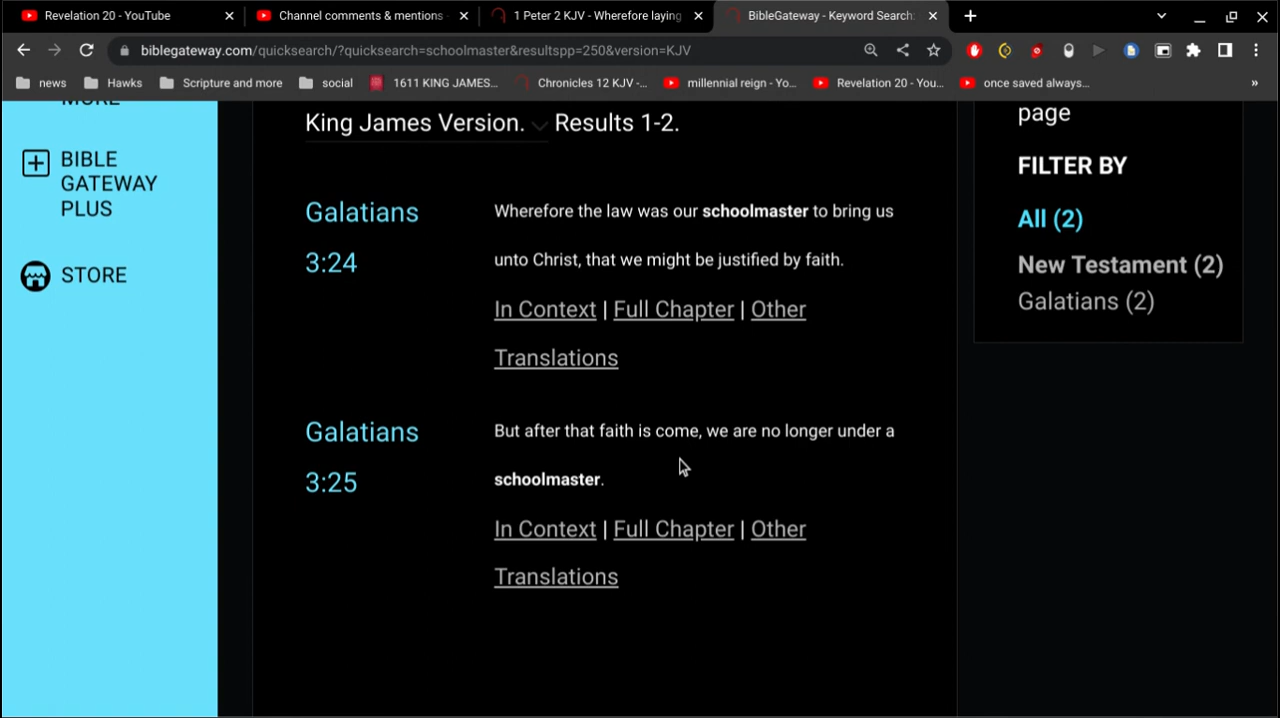 Revelation 20 - YouTube
Channel comments & mentions
1 Peter 2 KJV - Wherefore laying
BibleGateway - Keyword Search:
biblegateway.com/quicksearch/?quicksearch=schoolmaster&resultspp=250&version=KJV
news
Hawks
Scripture and more
social
1611 KING JAMES...
Chronicles 12 KJV -...
millennial reign - Yo...
Revelation 20 - You...
once saved always...
»
MORE
BIBLE
GATEWAY
PLUS
STORE
King James Version. Results 1-2.
Galatians
3:24
Wherefore the law was our schoolmaster to bring us
unto Christ, that we might be justified by faith.
In Context | Full Chapter | Other
Translations
Galatians
3:25
But after that faith is come, we are no longer under a
schoolmaster.
In Context | Full Chapter | Other
Translations
page
FILTER BY
All (2)
New Testament (2)
Galatians (2)